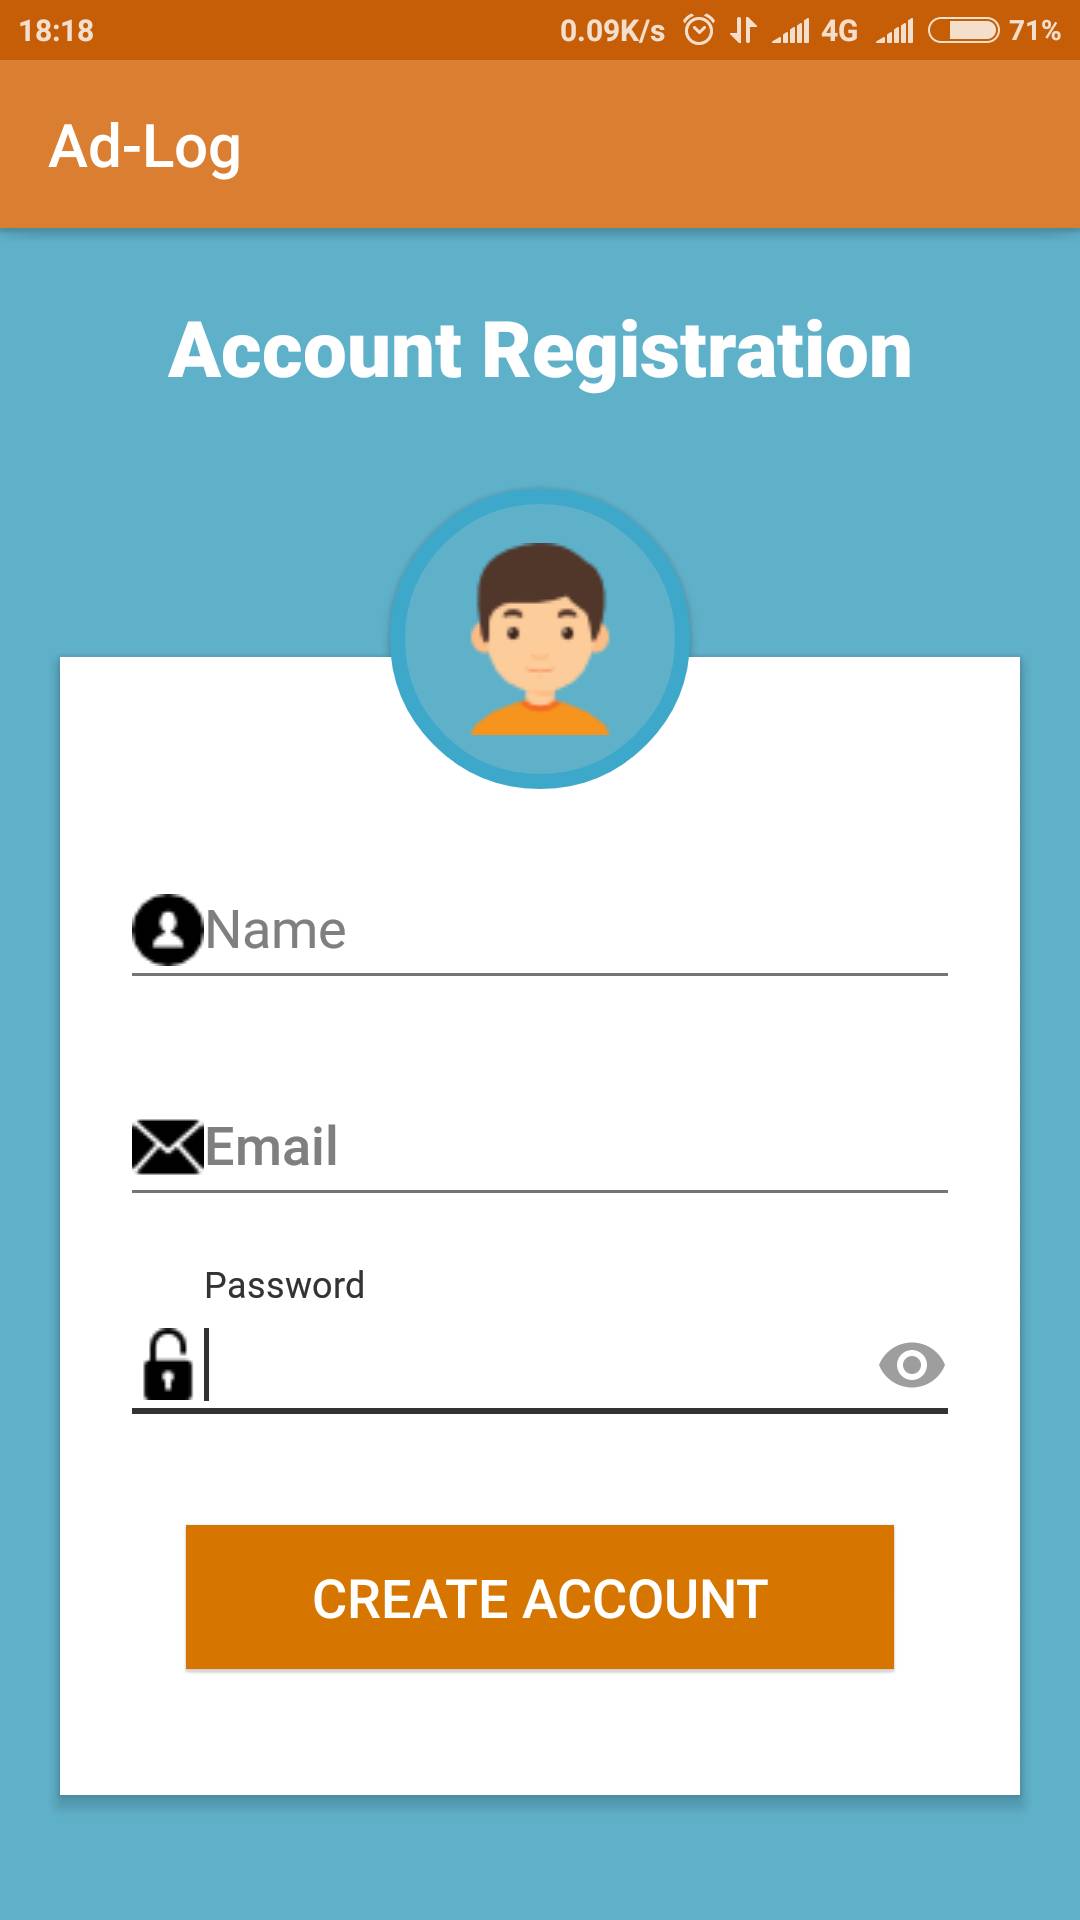 18:18 0.09K/s 4G 71%
Ad-Log
Account Registration
Name
Email
Password
CREATE ACCOUNT